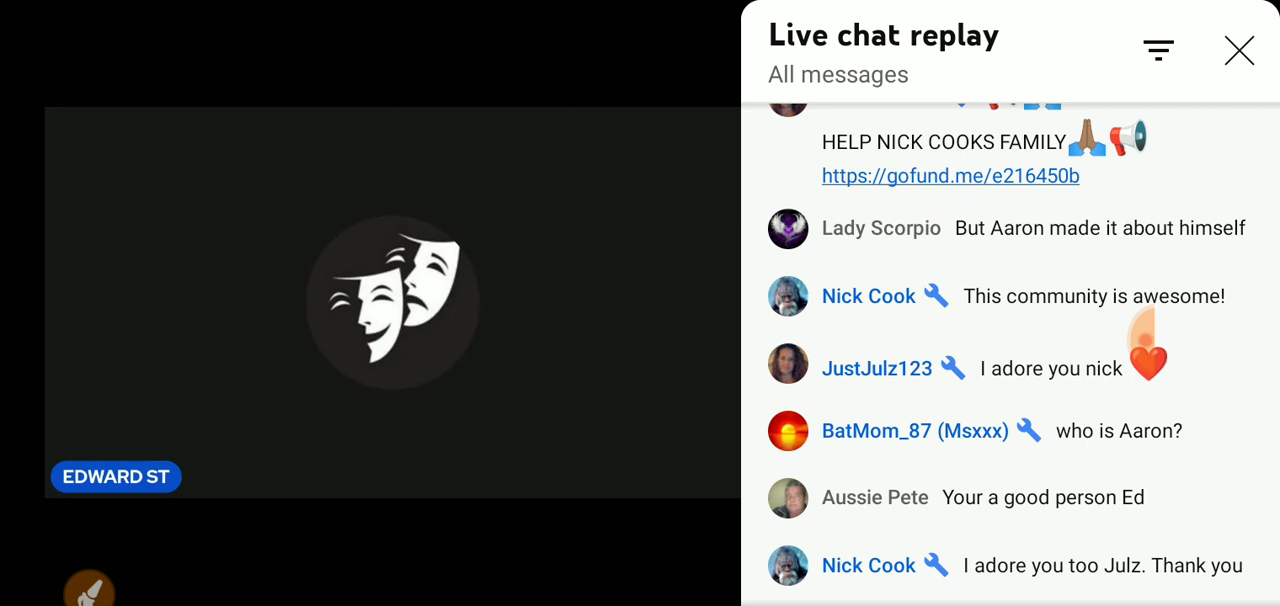 Live chat replay
All messages
HELP NICK COOKS FAMILY🙏🏽📢
https://gofund.me/e216450b
Lady Scorpio But Aaron made it about himself
Nick Cook This community is awesome!
JustJulz123 I adore you nick ❤️
BatMom_87 (Msxxx) who is Aaron?
Aussie Pete Your a good person Ed
Nick Cook I adore you too Julz. Thank you
EDWARD ST